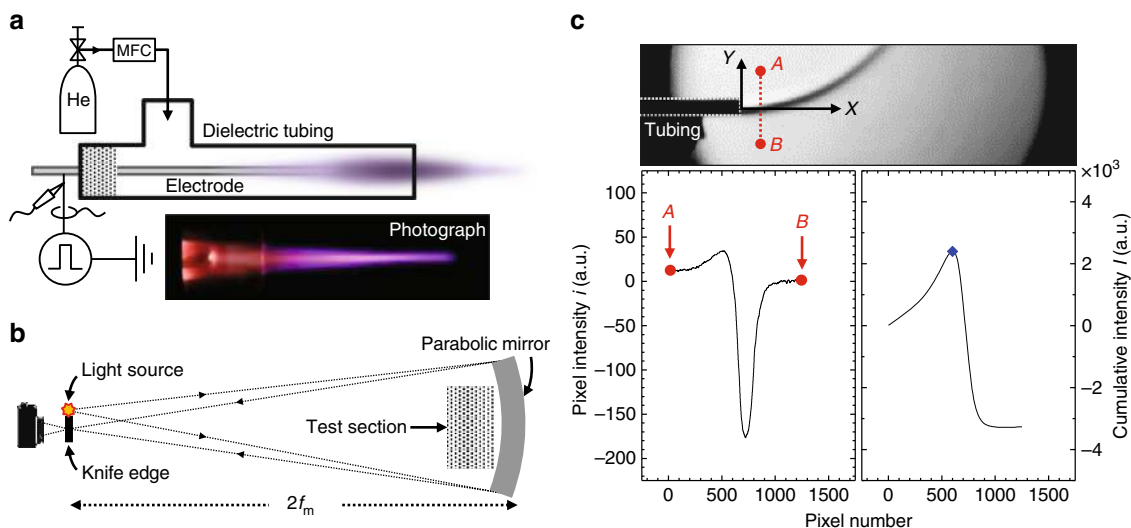 a
MFC
He
Dielectric tubing
Electrode
Photograph
b
Light source
Parabolic mirror
Test section
Knife edge
2fm
c
Y
A
X
B
Tubing
×10³
100
50
0
−50
−100
−150
−200
Pixel intensity i (a.u.)
A
B
4
2
0
−2
−4
Cumulative intensity I (a.u.)
0 500 1000 1500
0 500 1000 1500
Pixel number